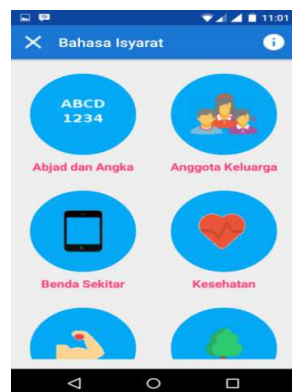 11:01
Bahasa Isyarat
ABCD
1234
Abjad dan Angka
Anggota Keluarga
Benda Sekitar
Kesehatan